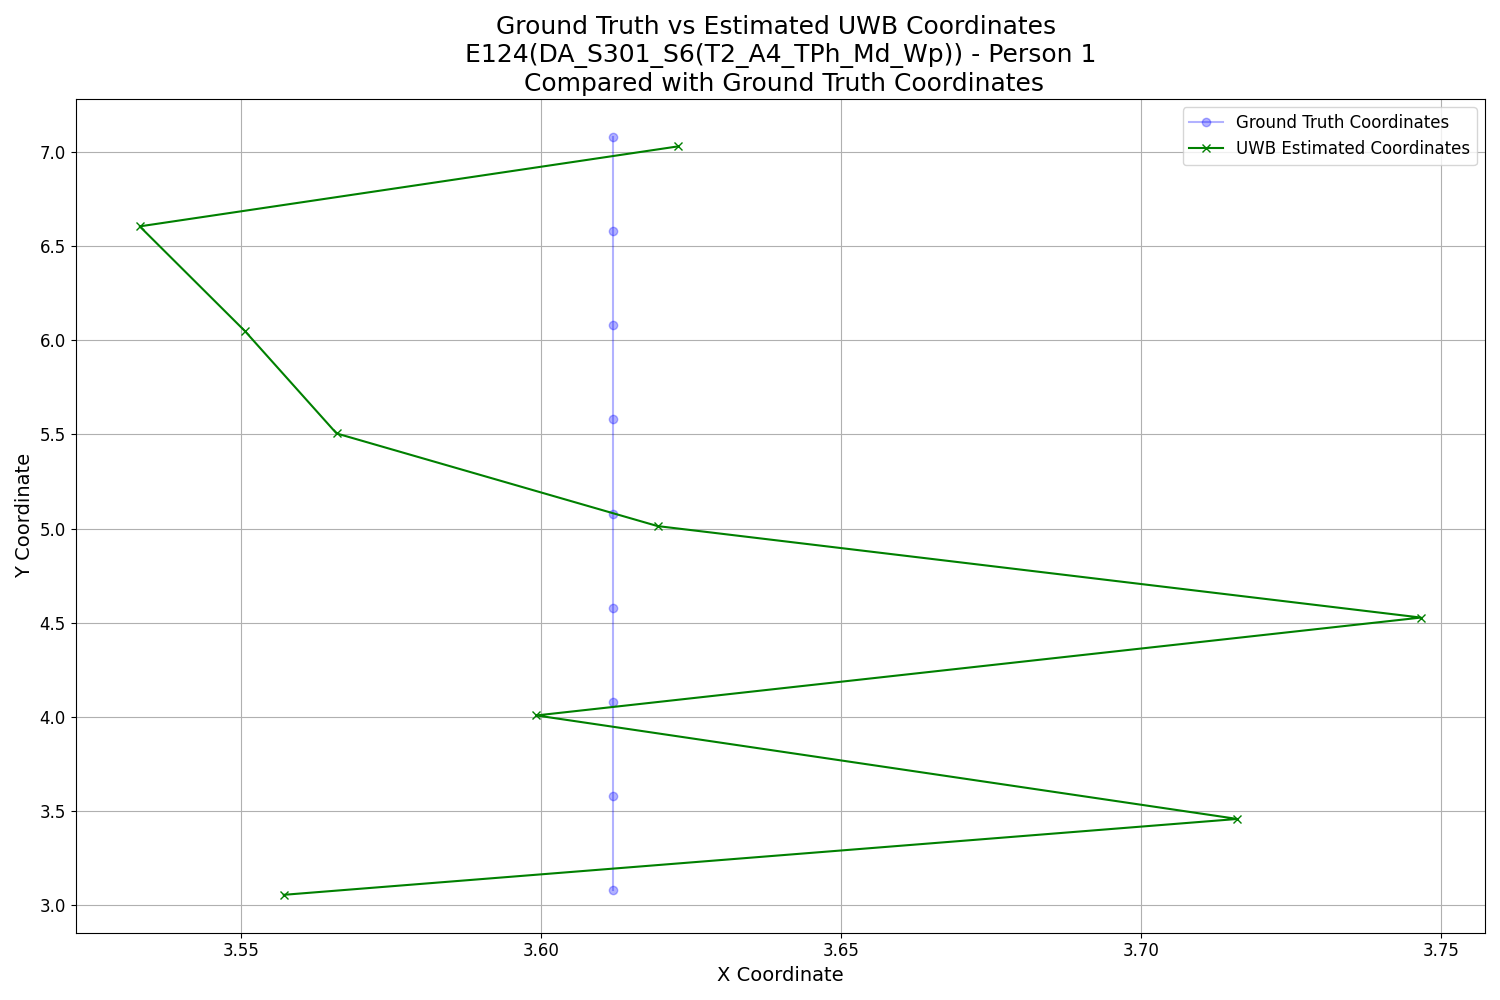 Ground Truth vs Estimated UWB Coordinates
E124(DA_S301_S6(T2_A4_TPh_Md_Wp)) - Person 1
Compared with Ground Truth Coordinates
Ground Truth Coordinates
UWB Estimated Coordinates
Y Coordinate
7.0
6.5
6.0
5.5
5.0
4.5
4.0
3.5
3.0
3.55 3.60 3.65 3.70 3.75
X Coordinate